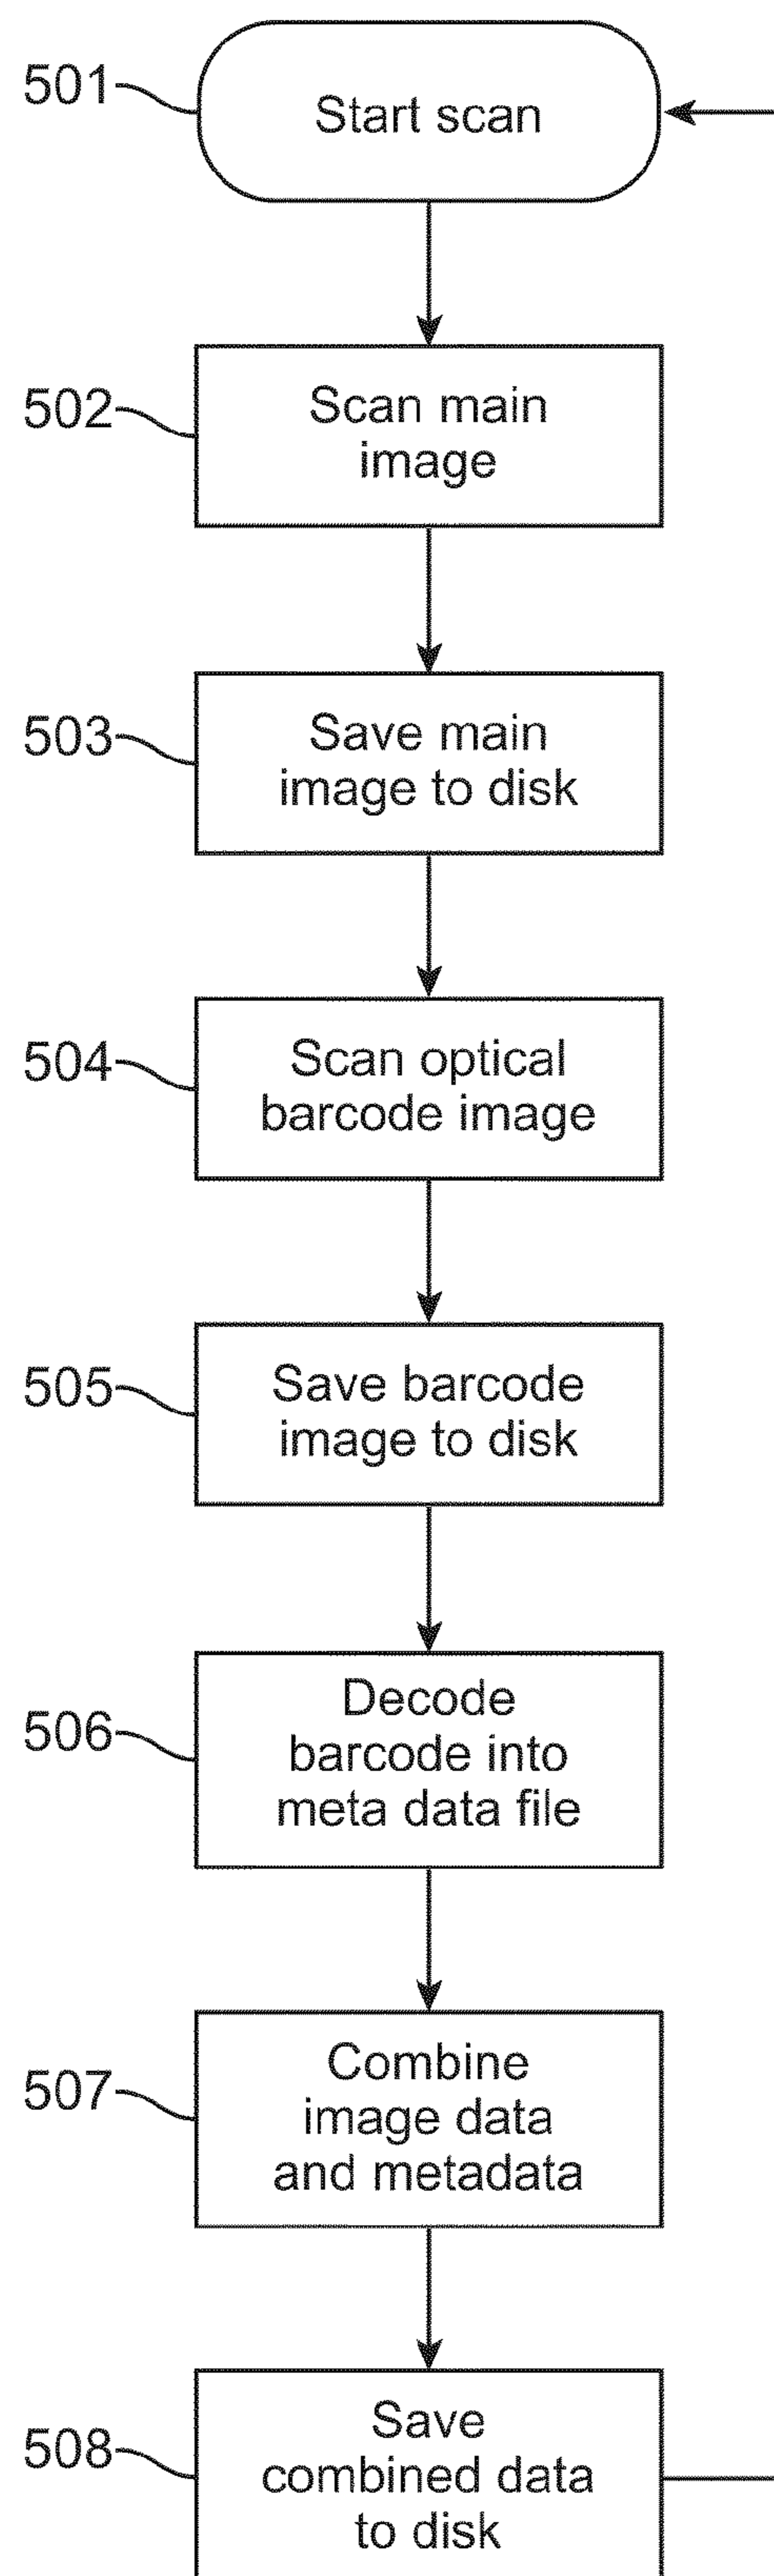 501
Start scan
502
Scan main
image
503
Save main
image to disk
504
Scan optical
barcode image
505
Save barcode
image to disk
506
Decode
barcode into
meta data file
507
Combine
image data
and metadata
508
Save
combined data
to disk